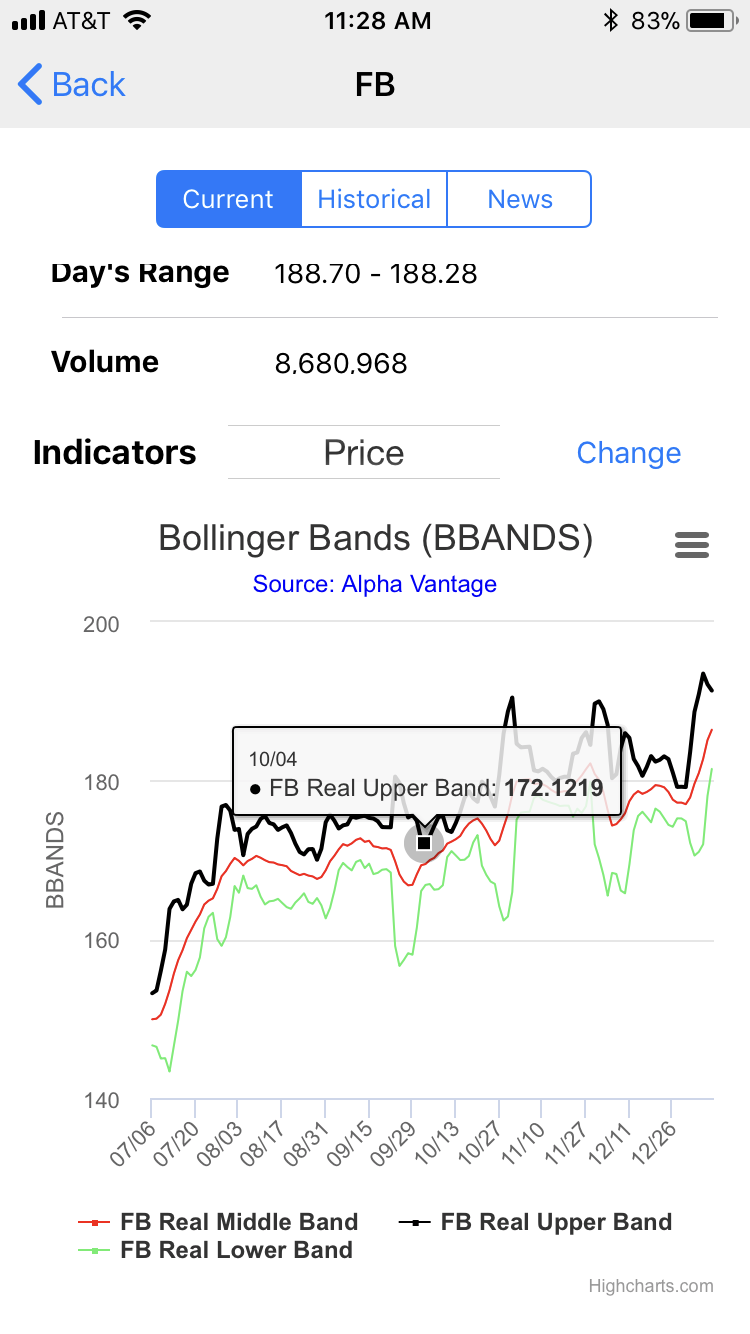 AT&T 11:28 AM 83%
Back FB
Current Historical News
Day's Range 188.70 - 188.28
Volume 8,680,968
Indicators Price Change
Bollinger Bands (BBANDS)
Source: Alpha Vantage
200
180
160
140
BBANDS
10/04
FB Real Upper Band: 172.1219
07/06 07/20 08/03 08/17 08/31 09/15 09/29 10/13 10/27 11/10 11/27 12/11 12/26
FB Real Middle Band FB Real Upper Band
FB Real Lower Band
Highcharts.com